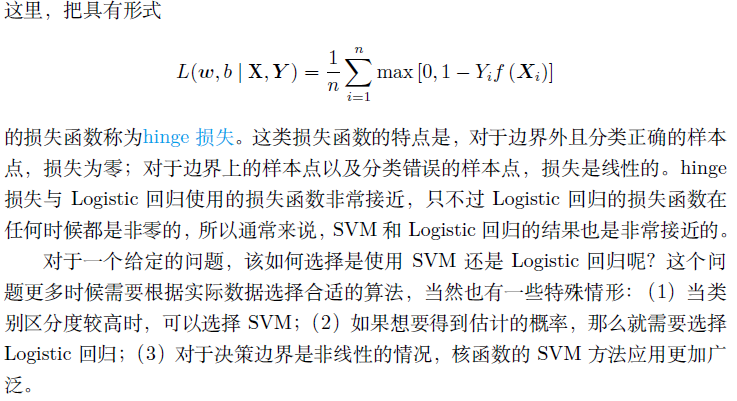 这里，把具有形式
L(w, b | X, Y) = 1/n ∑_{i=1}^{n} max [0, 1 − Y_i f (X_i)]
的损失函数称为hinge 损失。这类损失函数的特点是，对于边界外且分类正确的样本
点，损失为零；对于边界上的样本点以及分类错误的样本点，损失是线性的。hinge
损失与 Logistic 回归使用的损失函数非常接近，只不过 Logistic 回归的损失函数在
任何时候都是非零的，所以通常来说，SVM 和 Logistic 回归的结果也是非常接近的。
对于一个给定的问题，该如何选择是使用 SVM 还是 Logistic 回归呢？这个问
题更多时候需要根据实际数据选择合适的算法，当然也有一些特殊情形：（1）当类
别区分度较高时，可以选择 SVM；（2）如果想要得到估计的概率，那么就需要选择
Logistic 回归；（3）对于决策边界是非线性的情况，核函数的 SVM 方法应用更加广
泛。